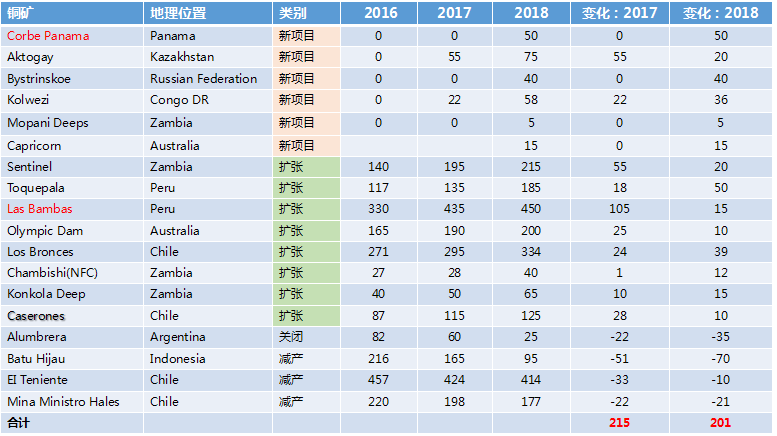 铜矿 地理位置 类别 2016 2017 2018 变化：2017 变化：2018
Corbe Panama Panama 新项目 0 0 50 0 50
Aktogay Kazakhstan 新项目 0 55 75 55 20
Bystrinskoe Russian Federation 新项目 0 0 40 0 40
Kolwezi Congo DR 新项目 0 22 58 22 36
Mopani Deeps Zambia 新项目 0 0 5 0 5
Capricorn Australia 新项目 15 0 15
Sentinel Zambia 扩张 140 195 215 55 20
Toquepala Peru 扩张 117 135 185 18 50
Las Bambas Peru 扩张 330 435 450 105 15
Olympic Dam Australia 扩张 165 190 200 25 10
Los Bronces Chile 扩张 271 295 334 24 39
Chambishi(NFC) Zambia 扩张 27 28 40 1 12
Konkola Deep Zambia 扩张 40 50 65 10 15
Caserones Chile 扩张 87 115 125 28 10
Alumbrera Argentina 关闭 82 60 25 -22 -35
Batu Hijau Indonesia 减产 216 165 95 -51 -70
EI Teniente Chile 减产 457 424 414 -33 -10
Mina Ministro Hales Chile 减产 220 198 177 -22 -21
合计 215 201